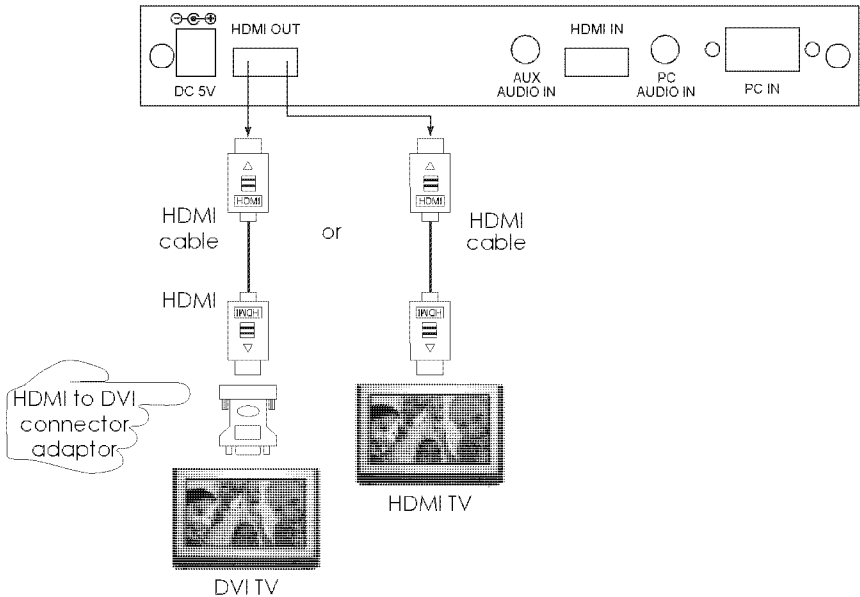 HDMI OUT
HDMI IN
DC 5V
AUX
AUDIO IN
PC
AUDIO IN
PC IN
HDMI
HDMI
HDMI
cable
or
HDMI
cable
HDMI
HDMI
HDMI
HDMI to DVI
connector
adaptor
HDMI TV
DVI TV